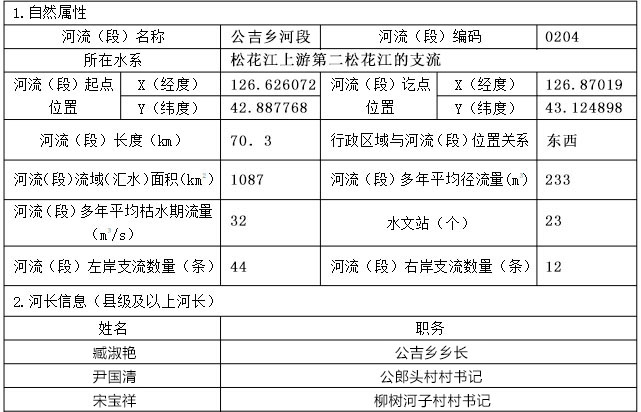 1.自然属性
河流（段）名称 公吉乡河段 河流（段）编码 0204
所在水系 松花江上游第二松花江的支流
河流（段）起点位置 X（经度） 126.626072 河流（段）讫点位置 X（经度） 126.87019
Y（纬度） 42.887768 Y（纬度） 43.124898
河流（段）长度（km） 70.3 行政区域与河流（段）位置关系 东西
河流(段)流域(汇水)面积(km²) 1087 河流（段）多年平均径流量(m³) 233
河流（段）多年平均枯水期流量
（m³/s） 32 水文站（个） 23
河流（段）左岸支流数量（条） 44 河流（段）右岸支流数量（条） 12
2.河长信息（县级及以上河长）
姓名 职务
臧淑艳 公吉乡乡长
尹国清 公郎头村村书记
宋宝祥 柳树河子村村书记